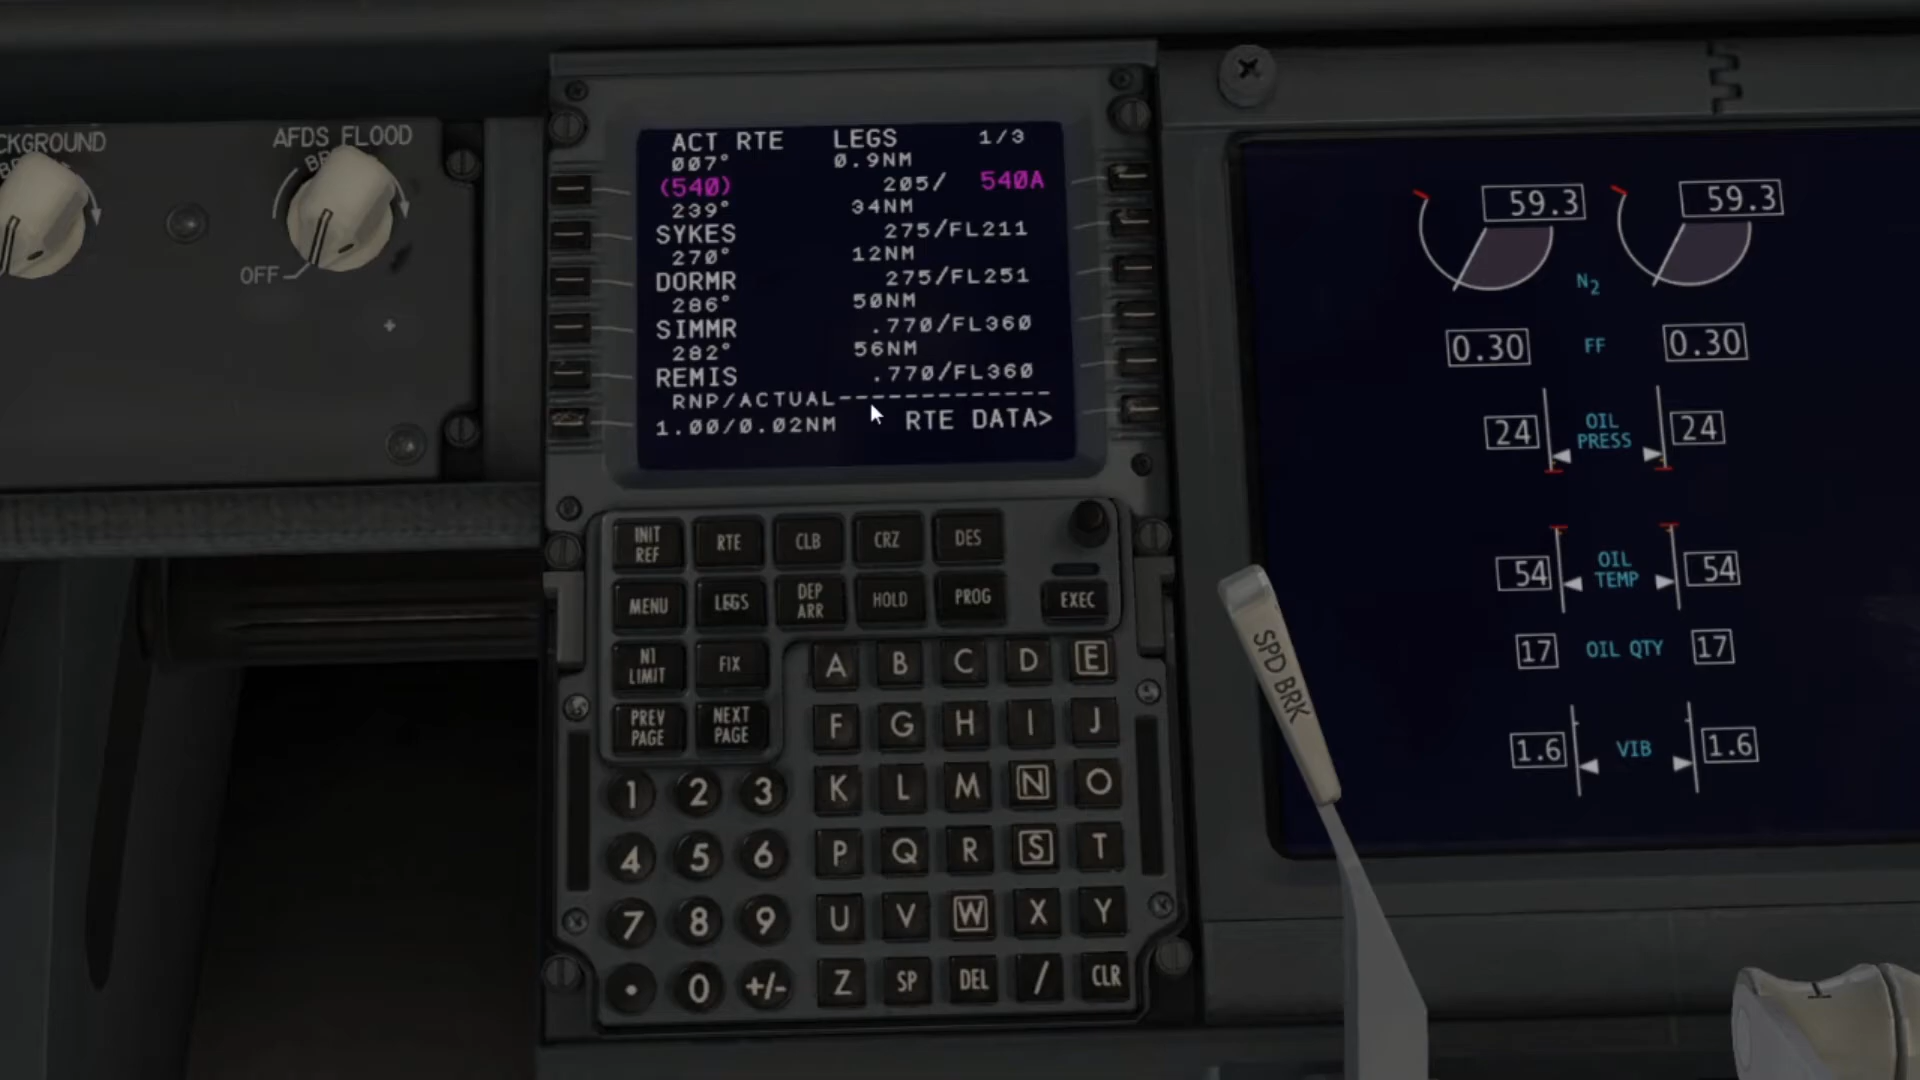 CKGROUND
AFDS FLOOD
BR
OFF
ACT RTE LEGS 1/3
007° 0.9NM
(540) 205/ 540A
239° 34NM
SYKES 275/FL211
270° 12NM
DORMR 275/FL251
286° 50NM
SIMMR .770/FL360
282° 56NM
REMIS .770/FL360
RNP/ACTUAL-------------
1.00/0.02NM RTE DATA>
INIT REF RTE CLB CRZ DES
MENU LEGS DEP ARR HOLD PROG EXEC
N1 LIMIT FIX
PREV PAGE NEXT PAGE
A B C D E
F G H I J
1 2 3 K L M N O
4 5 6 P Q R S T
7 8 9 U V W X Y
. 0 +/- Z SP DEL / CLR
SPD BRK
59.3 59.3
N2
0.30 FF 0.30
24 OIL PRESS 24
54 OIL TEMP 54
17 OIL QTY 17
1.6 VIB 1.6